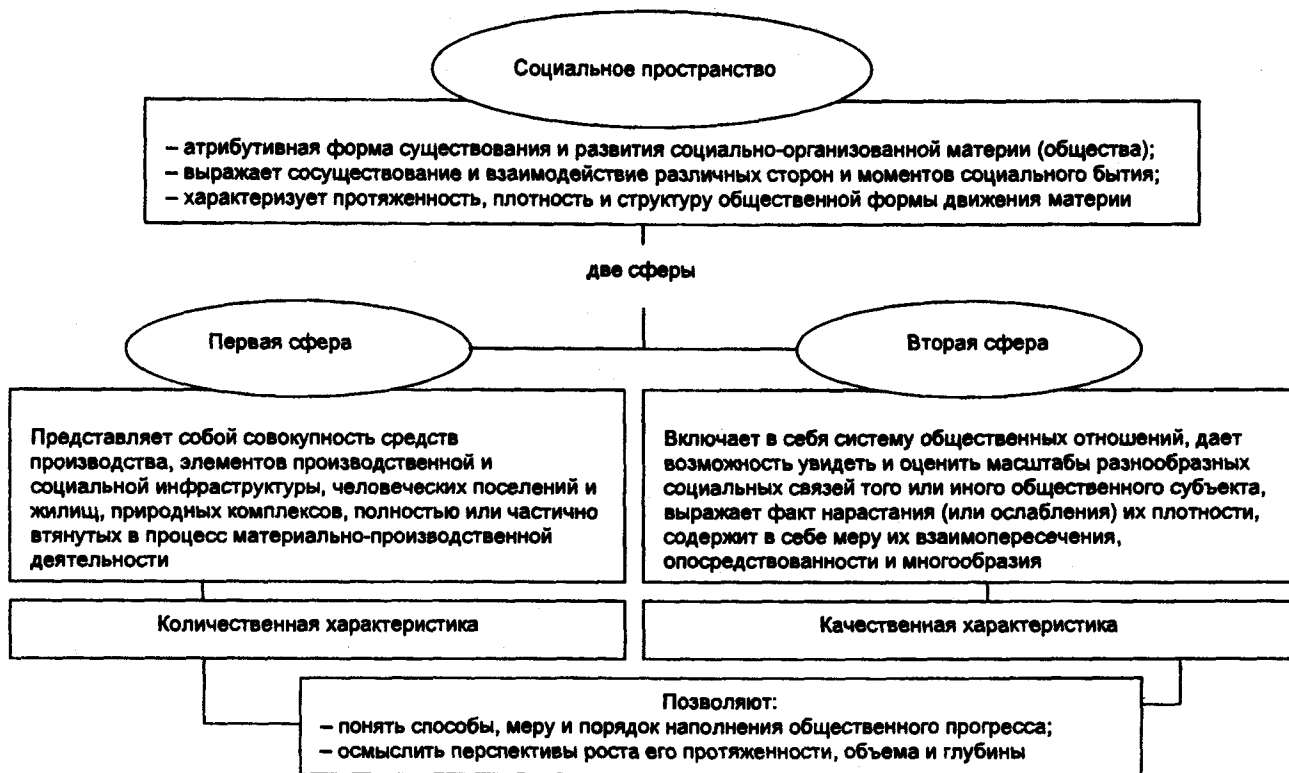 Социальное пространство
– атрибутивная форма существования и развития социально-организованной материи (общества);
– выражает сосуществование и взаимодействие различных сторон и моментов социального бытия;
– характеризует протяженность, плотность и структуру общественной формы движения материи
две сферы
Первая сфера
Представляет собой совокупность средств
производства, элементов производственной и
социальной инфраструктуры, человеческих поселений и
жилищ, природных комплексов, полностью или частично
втянутых в процесс материально-производственной
деятельности
Количественная характеристика
Вторая сфера
Включает в себя систему общественных отношений, дает
возможность увидеть и оценить масштабы разнообразных
социальных связей того или иного общественного субъекта,
выражает факт нарастания (или ослабления) их плотности,
содержит в себе меру их взаимопересечения,
опосредствованности и многообразия
Качественная характеристика
Позволяют:
– понять способы, меру и порядок наполнения общественного прогресса;
– осмыслить перспективы роста его протяженности, объема и глубины